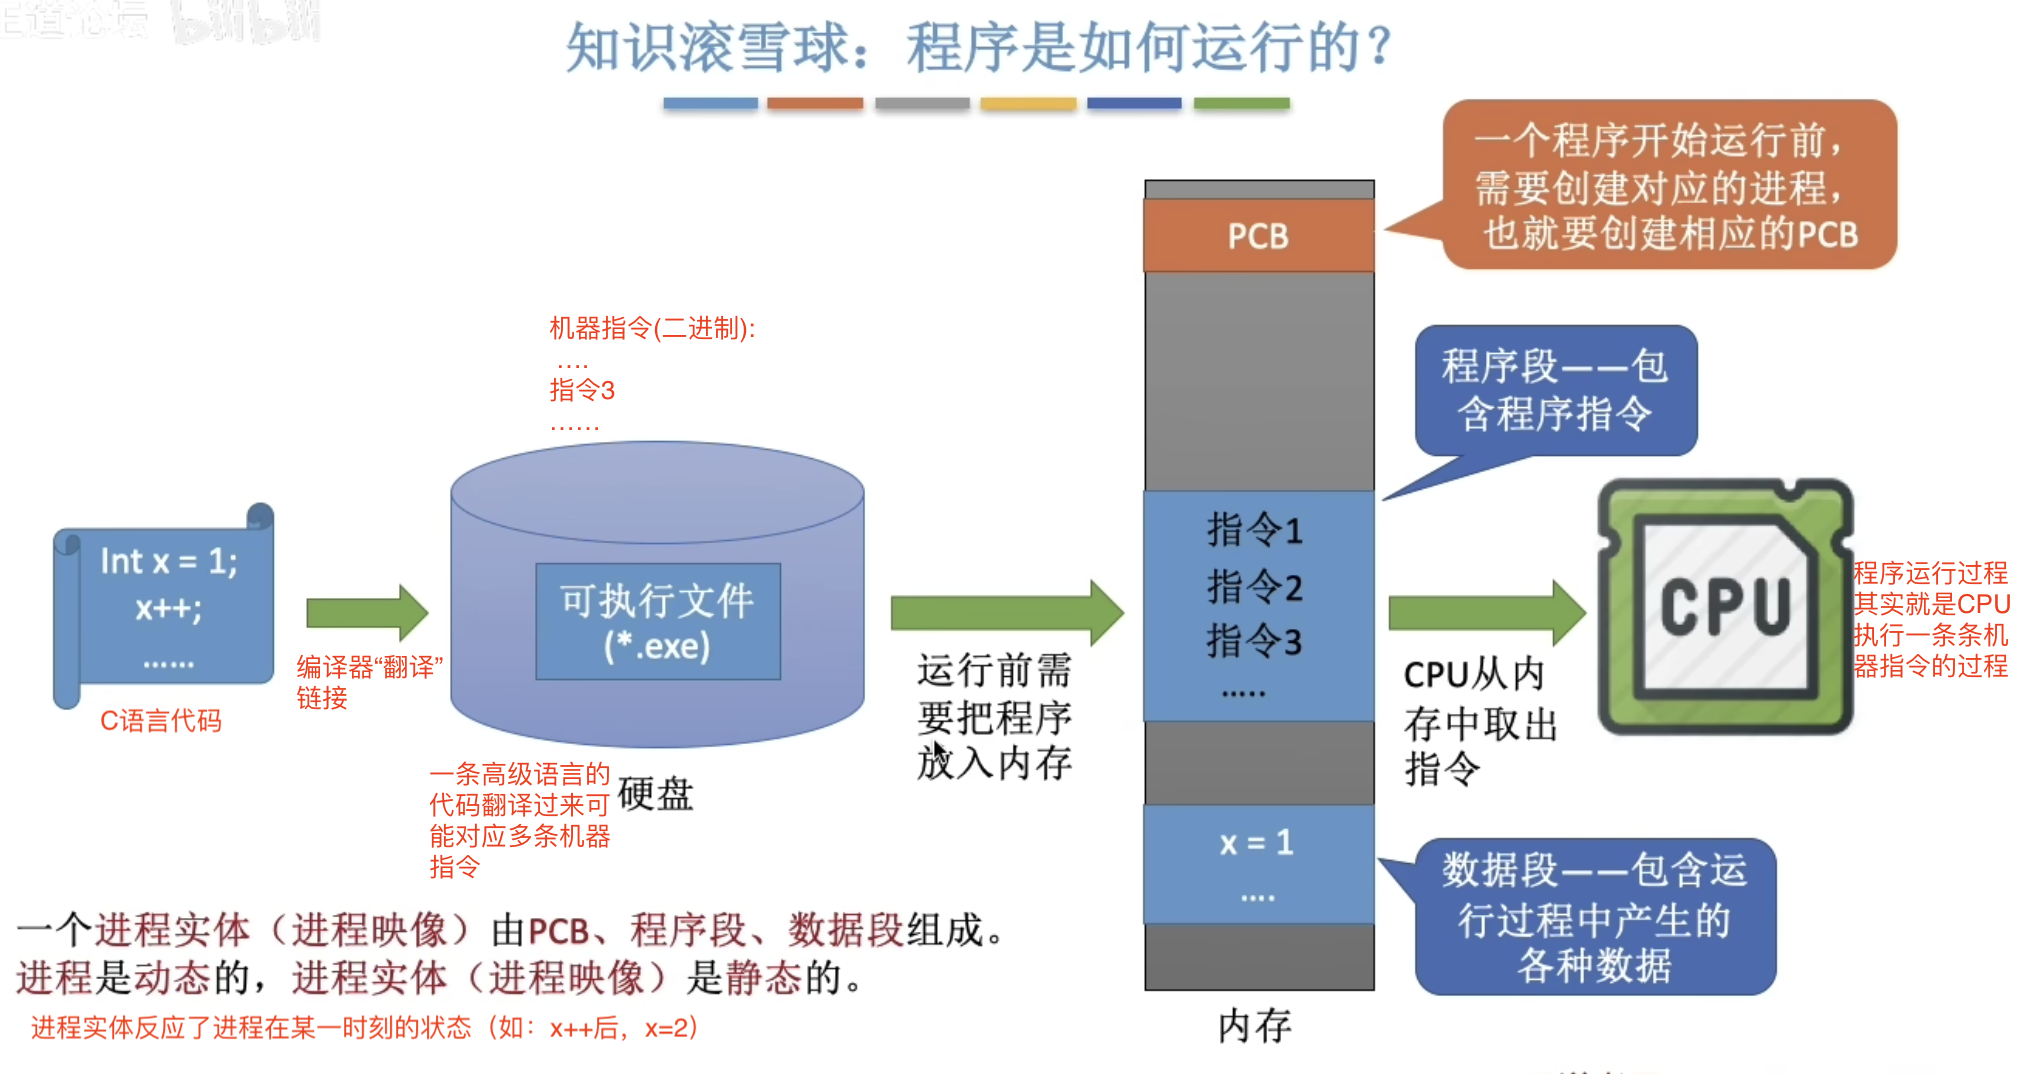 王道论坛 bilibili
知识滚雪球：程序是如何运行的？
一个程序开始运行前，
需要创建对应的进程，
也就要创建相应的PCB
PCB
机器指令(二进制):
....
指令3
......
程序段——包
含程序指令
Int x = 1;
x++;
......
C语言代码
编译器“翻译”
链接
可执行文件
(*.exe)
一条高级语言的
代码翻译过来可
能对应多条机器
指令
硬盘
运行前需
要把程序
放入内存
指令1
指令2
指令3
.....
CPU从内
存中取出
指令
CPU
程序运行过程
其实就是CPU
执行一条条机
器指令的过程
x = 1
....
数据段——包含运
行过程中产生的
各种数据
内存
一个进程实体（进程映像）由PCB、程序段、数据段组成。
进程是动态的，进程实体（进程映像）是静态的。
进程实体反应了进程在某一时刻的状态（如：x++后，x=2）